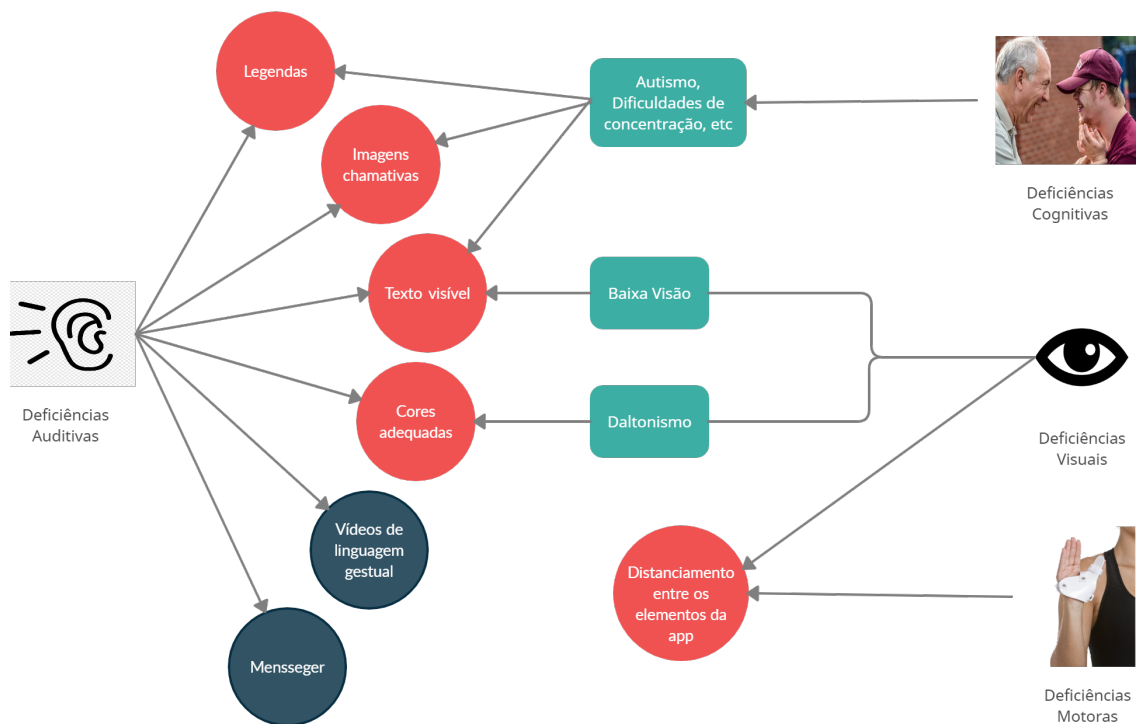 Legendas
Autismo,
Dificuldades de
concentração, etc
Imagens
chamativas
Deficiências
Cognitivas
Texto visível
Baixa Visão
Deficiências
Auditivas
Cores
adequadas
Daltonismo
Deficiências
Visuais
Vídeos de
linguagem
gestual
Distanciamento
entre os
elementos da
app
Mensseger
Deficiências
Motoras